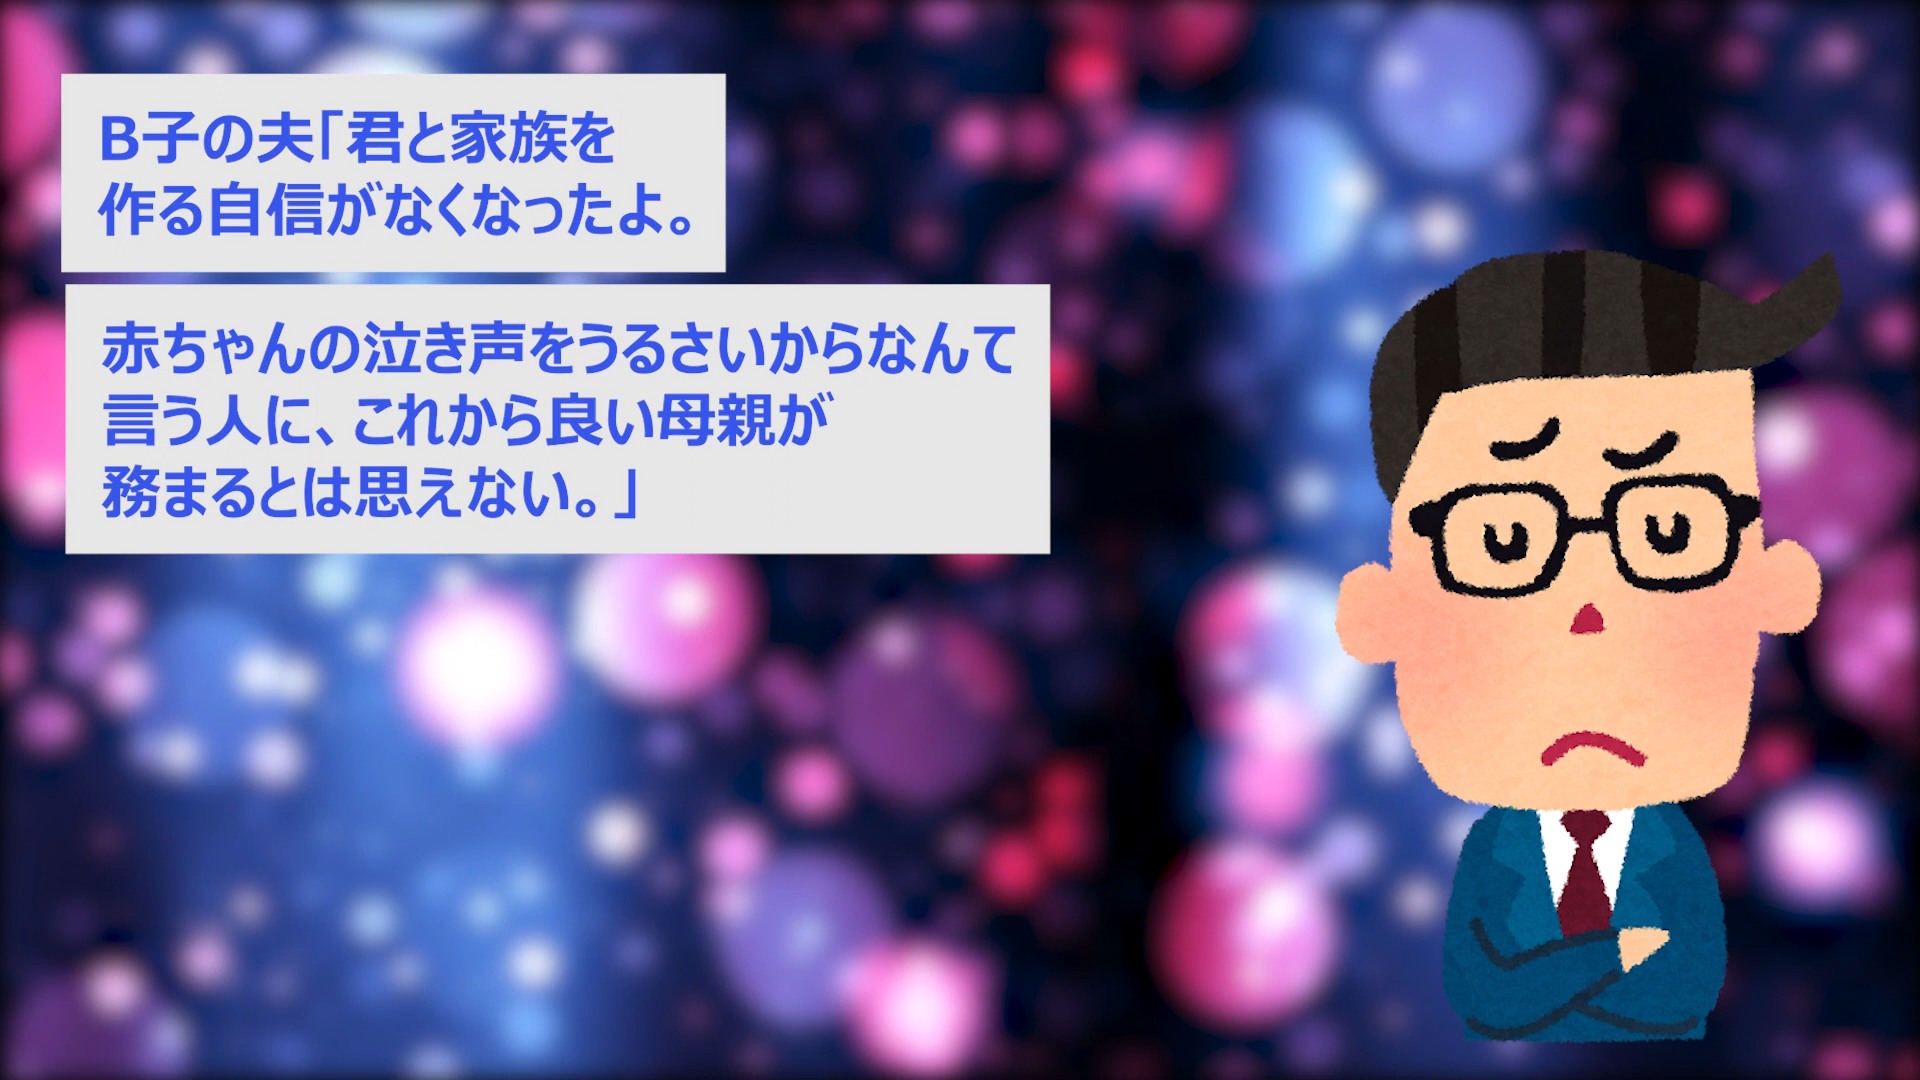 B子の夫「君と家族を
作る自信がなくなったよ。
赤ちゃんの泣き声をうるさいからなんて
言う人に、これから良い母親が
務まるとは思えない。」